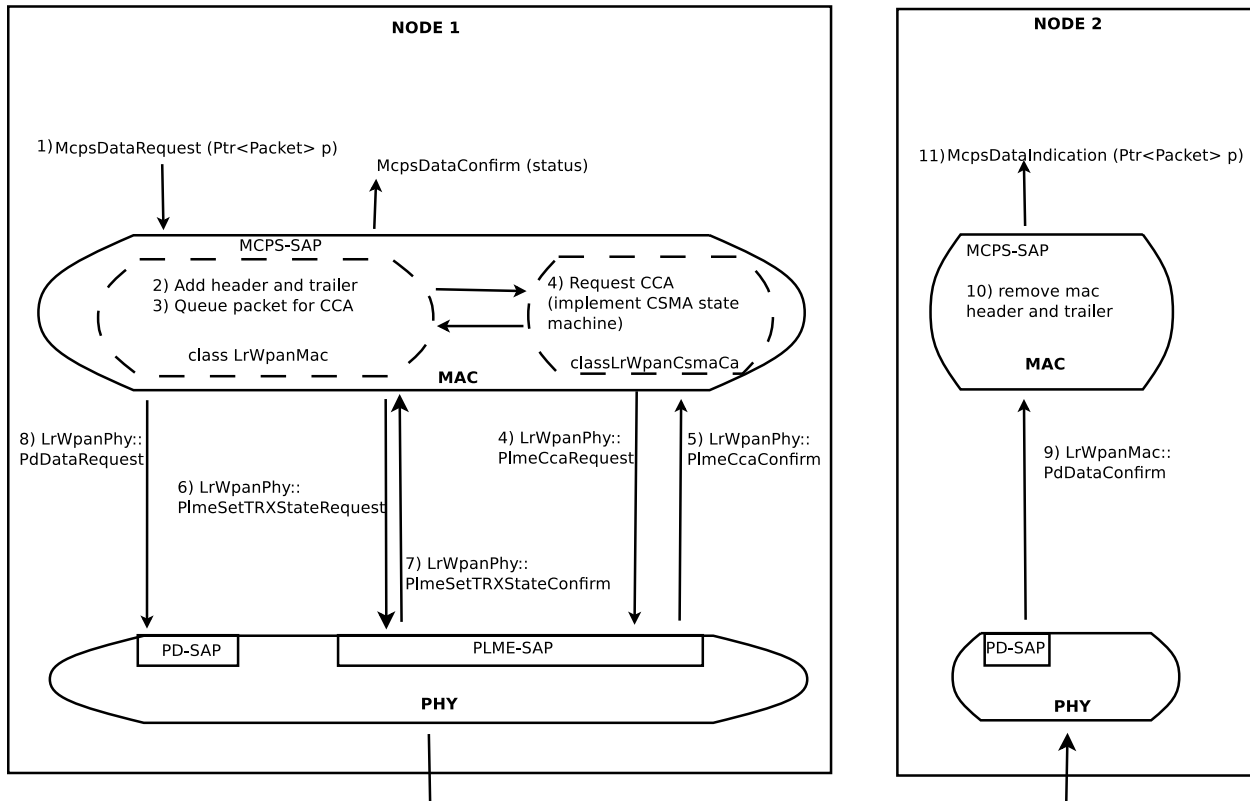 NODE 1
1) McpsDataRequest (Ptr<Packet> p)
McpsDataConfirm (status)
MCPS-SAP
2) Add header and trailer
3) Queue packet for CCA
class LrWpanMac
4) Request CCA
(implement CSMA state
machine)
classLrWpanCsmaCa
MAC
8) LrWpanPhy::
PdDataRequest
6) LrWpanPhy::
PlmeSetTRXStateRequest
7) LrWpanPhy::
PlmeSetTRXStateConfirm
4) LrWpanPhy::
PlmeCcaRequest
5) LrWpanPhy::
PlmeCcaConfirm
PD-SAP
PLME-SAP
PHY
NODE 2
11) McpsDataIndication (Ptr<Packet> p)
MCPS-SAP
10) remove mac
header and trailer
MAC
9) LrWpanMac::
PdDataConfirm
PD-SAP
PHY